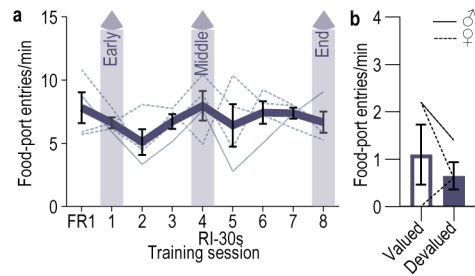 a
Food-port entries/min
15
10
5
0
Early
Middle
End
FR1 1 2 3 4 5 6 7 8
RI-30s
Training session
b
Food-port entries/min
4
3
2
1
0
♂
♀
Valued
Devalued